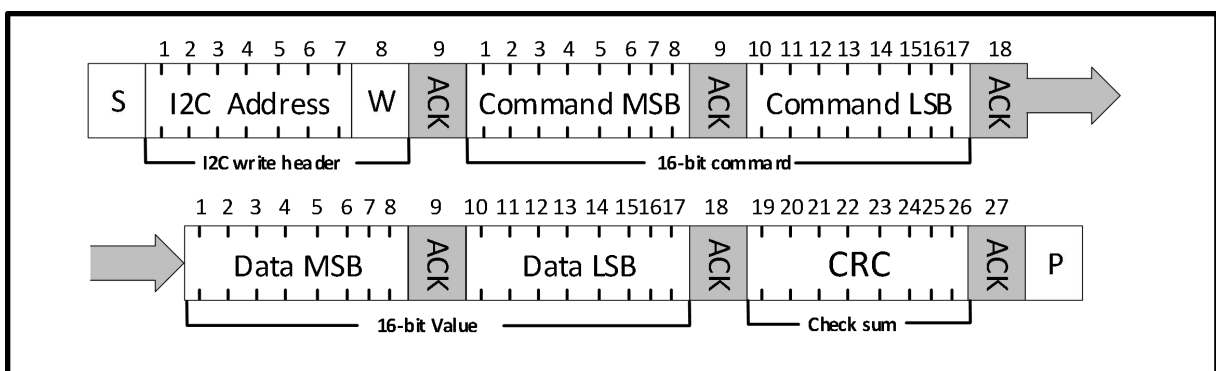 1 2 3 4 5 6 7 8 9 1 2 3 4 5 6 7 8 9 10 11 12 13 14 15 16 17 18
S I2C Address W ACK Command MSB ACK Command LSB ACK
I2C write header 16-bit commard
1 2 3 4 5 6 7 8 9 10 11 12 13 14 15 16 17 18 19 20 21 22 23 24 25 26 27
Data MSB ACK Data LSB ACK CRC ACK P
16-bit Value Check sum